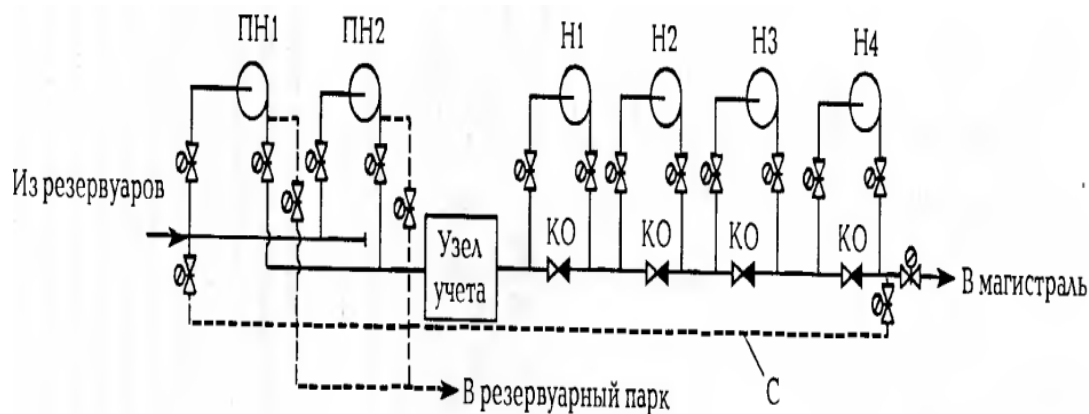 ПН1 ПН2 Н1 Н2 Н3 Н4
Из резервуаров
КО КО КО КО
Узел
учета
В магистраль
С
В резервуарный парк